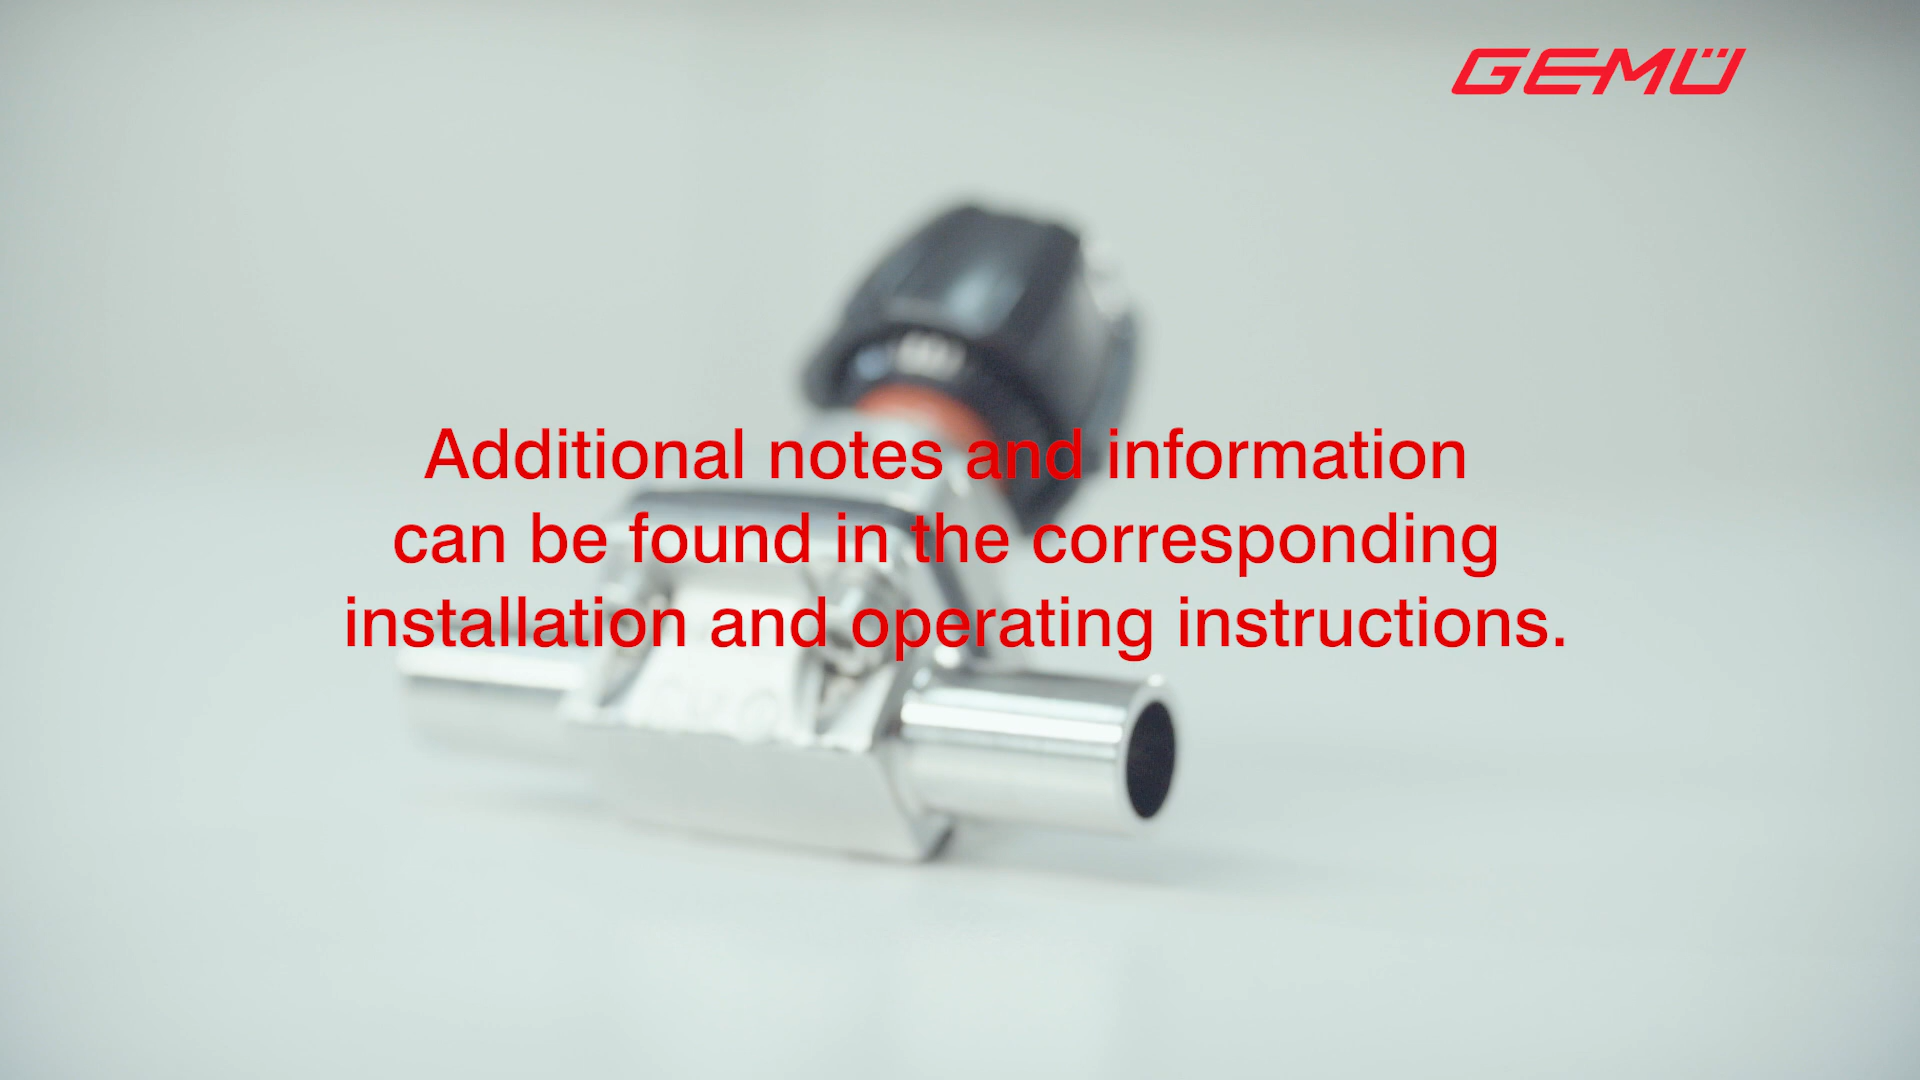 GEMÜ
Additional notes and information
can be found in the corresponding
installation and operating instructions.